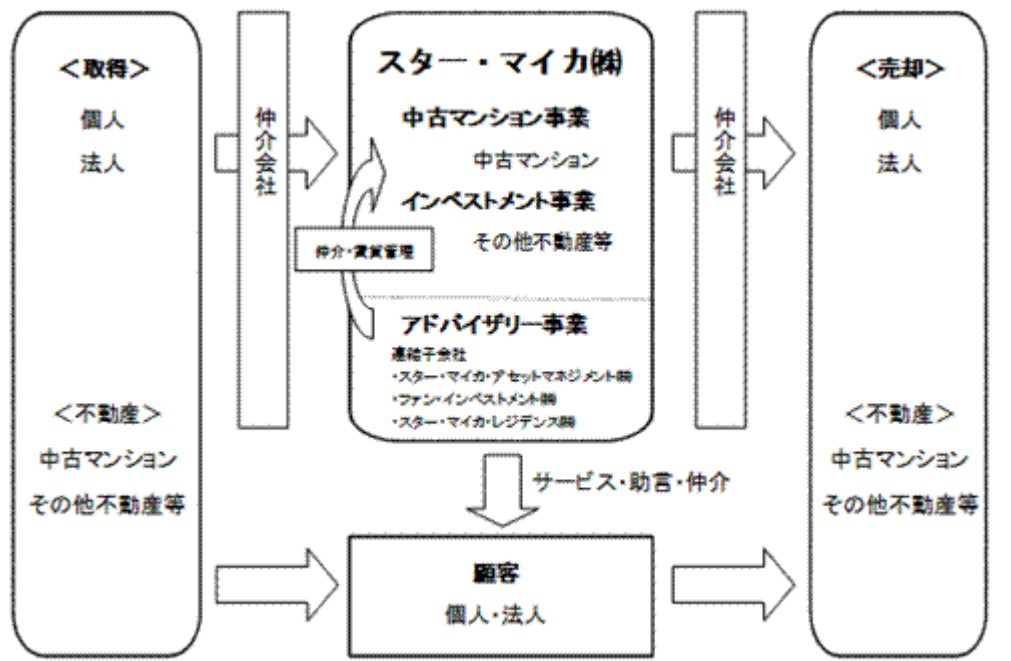 ＜取得＞
個人
法人
＜不動産＞
中古マンション
その他不動産等
仲介会社
スター・マイカ㈱
中古マンション事業
中古マンション
インベストメント事業
その他不動産等
仲介・賃貸管理
アドバイザリー事業
連結子会社
・スター・マイカ・アセットマネジメント㈱
・ファン・インベストメント㈱
・スター・マイカ・レジデンス㈱
サービス・助言・仲介
顧客
個人・法人
仲介会社
＜売却＞
個人
法人
＜不動産＞
中古マンション
その他不動産等